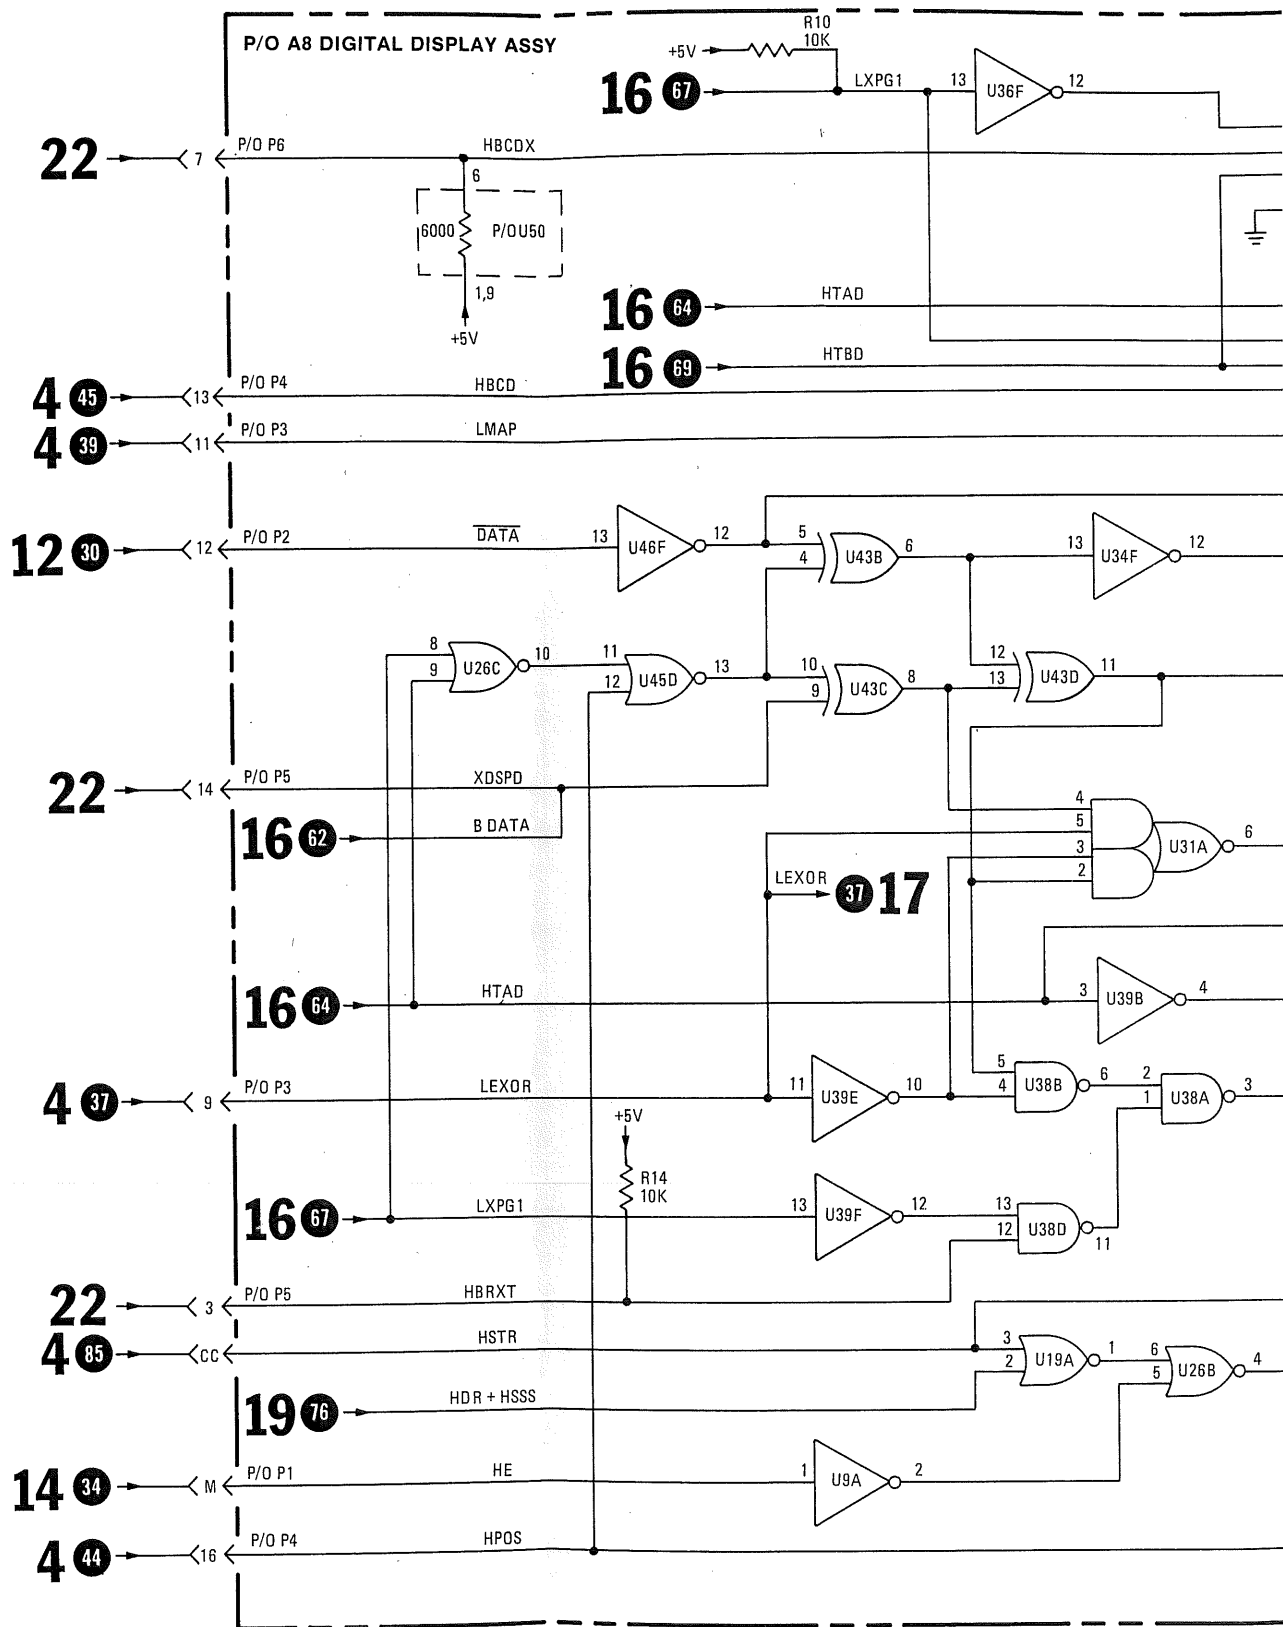 P/O A8 DIGITAL DISPLAY ASSY
R10
10K
+5V
16 67
LXPG1
13
U36F
12
22
7
P/O P6
HBCDX
6
6000
P/O U50
1,9
+5V
16 64
HTAD
16 69
HTBD
4 45
13
P/O P4
HBCD
4 39
11
P/O P3
LMAP
12 30
12
P/O P2
DATA
13
U46F
12
5
4
U43B
6
13
U34F
12
8
9
U26C
10
11
12
U45D
13
10
9
U43C
8
12
13
U43D
11
22
14
P/O P5
XDSPD
16 62
B DATA
4
5
3
2
U31A
6
LEXOR
37 17
16 64
HTAD
3
U39B
4
4 37
9
P/O P3
LEXOR
11
U39E
10
5
4
U38B
6
2
1
U38A
3
+5V
R14
10K
16 67
LXPG1
13
U39F
12
13
12
U38D
11
22
3
P/O P5
HBRXT
4 85
CC
HSTR
3
2
U19A
1
6
5
U26B
4
19 76
HDR + HSSS
14 34
M
P/O P1
HE
1
U9A
2
4 44
16
P/O P4
HPOS